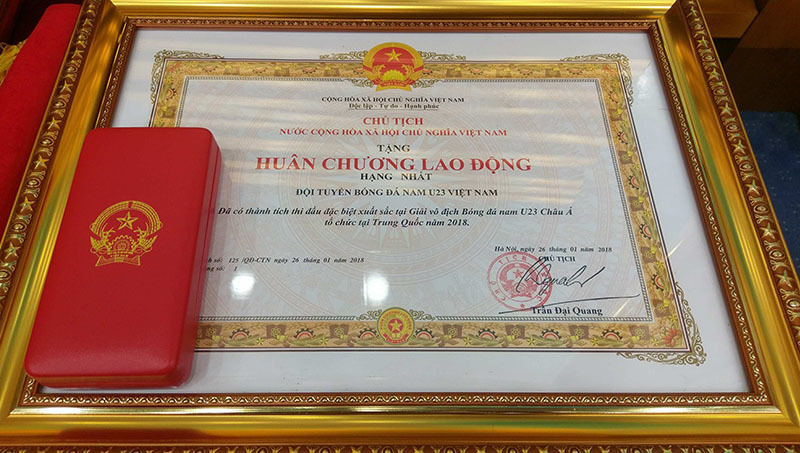 CỘNG HÒA XÃ HỘI CHỦ NGHĨA VIỆT NAM
Độc lập - Tự do - Hạnh phúc
CHỦ TỊCH
NƯỚC CỘNG HÒA XÃ HỘI CHỦ NGHĨA VIỆT NAM
TẶNG
HUÂN CHƯƠNG LAO ĐỘNG
HẠNG NHẤT
ĐỘI TUYỂN BÓNG ĐÁ NAM U23 VIỆT NAM
Đã có thành tích thi đấu đặc biệt xuất sắc tại Giải vô địch Bóng đá nam U23 Châu Á
tổ chức tại Trung Quốc năm 2018.
Hà Nội, ngày 26 tháng 01 năm 2018
số: 125 /QĐ-CTN ngày 26 tháng 01 năm 2018
CHỦ TỊCH
số: 1
Trần Đại Quang